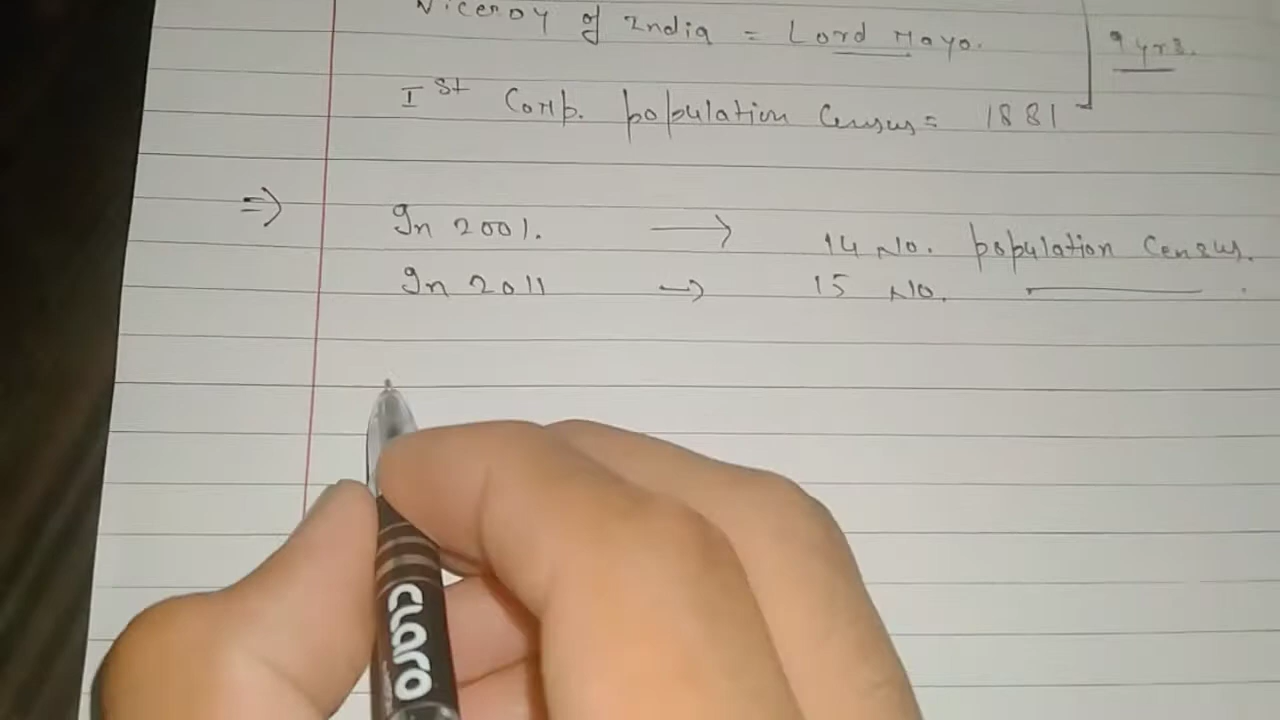 Viceroy of India = Lord Mayo.
9 yrs.
Ist Comp. population Census = 1881
⇒ In 2001. → 14 No. population Census.
In 2011 → 15 No. ———— .
CLARO